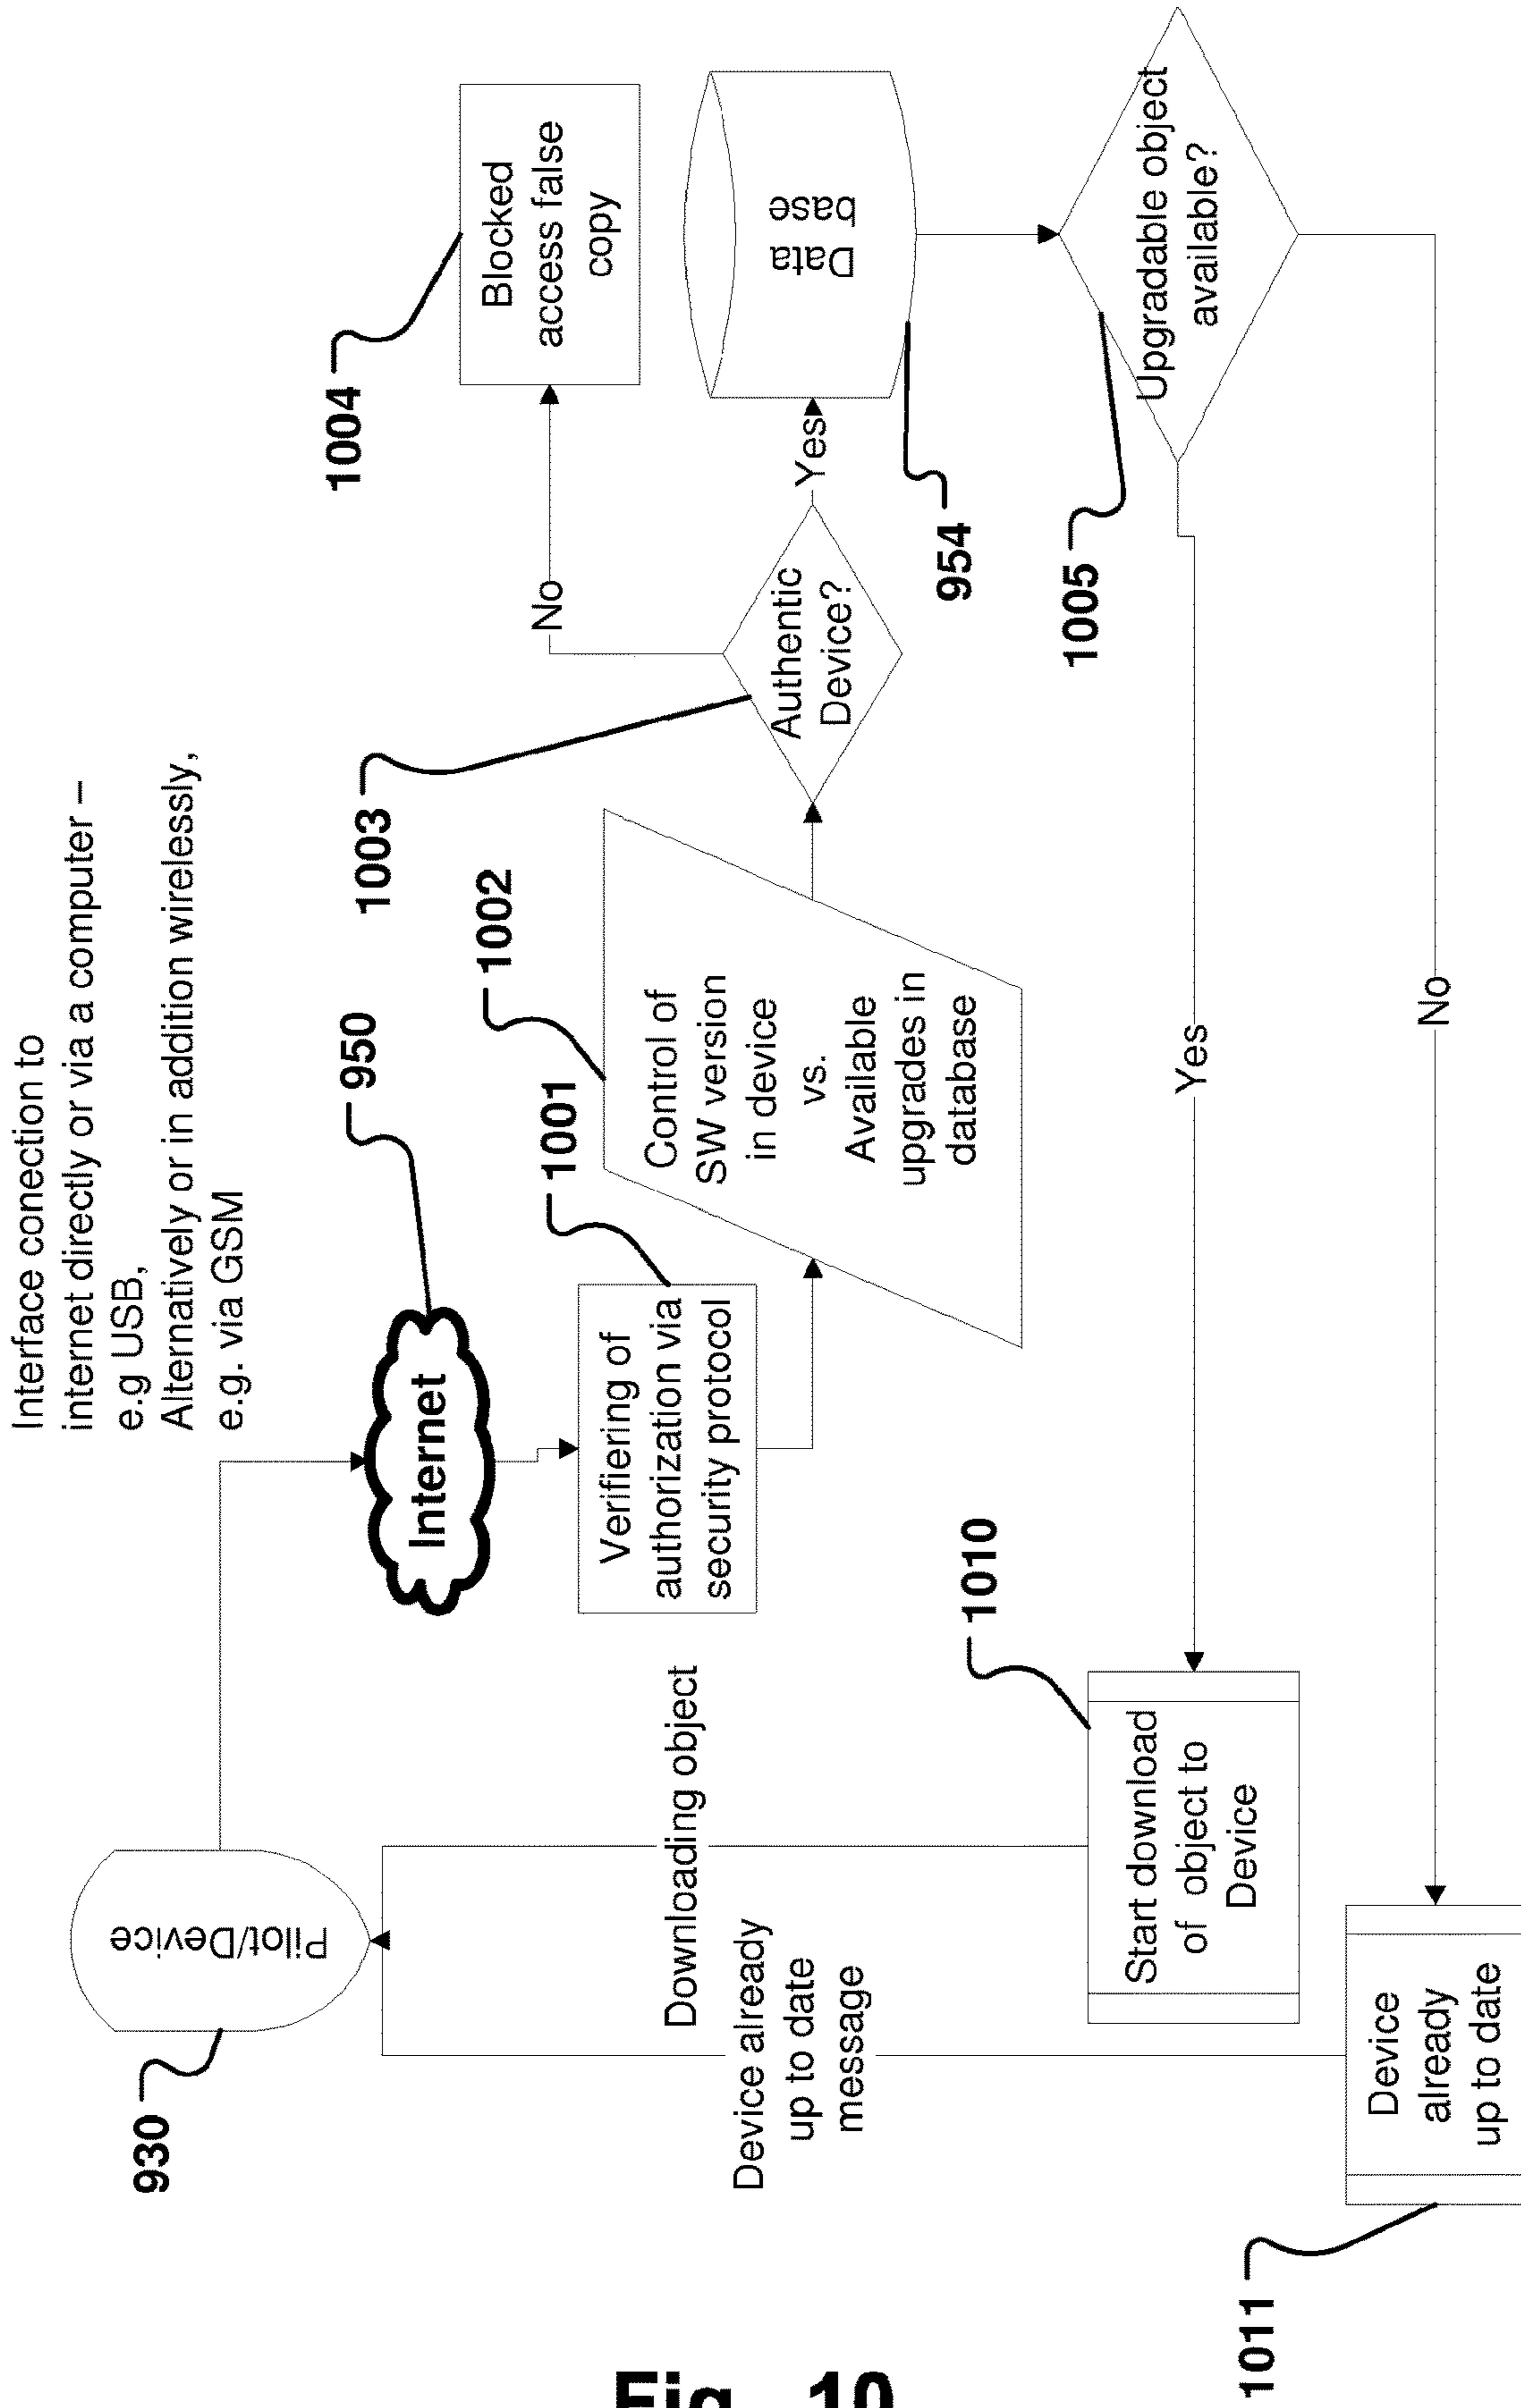 Interface conection to
internet directly or via a computer –
e.g USB,
Alternatively or in addition wirelessly,
e.g. via GSM
930
Pilot/Device
950
Internet
1001
Verifiering of
authorization via
security protocol
1002
Control of
SW version
in device
vs.
Available
upgrades in
database
1003
Authentic
Device?
No
1004
Blocked
access false
copy
Yes
954
Data
base
1005
Upgradable object
available?
Yes
1010
Start download
of object to
Device
Downloading object
No
1011
Device
already
up to date
Device already
up to date
message
Fig. 10